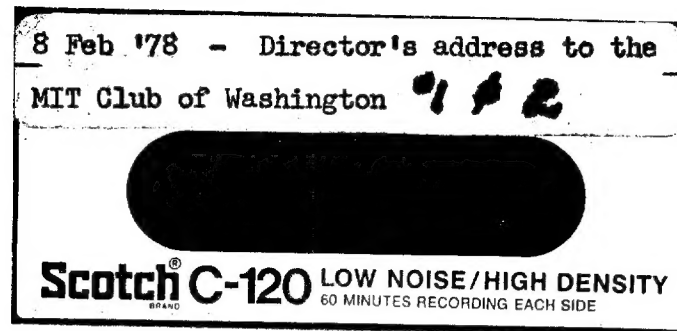 8 Feb '78 - Director's address to the
MIT Club of Washington #1 & 2
Scotch® C-120 LOW NOISE/HIGH DENSITY
BRAND 60 MINUTES RECORDING EACH SIDE